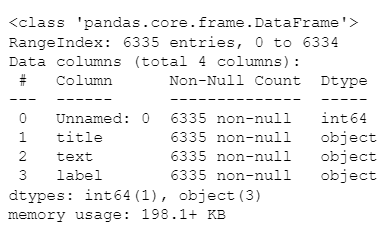 <class 'pandas.core.frame.DataFrame'>
RangeIndex: 6335 entries, 0 to 6334
Data columns (total 4 columns):
 #   Column      Non-Null Count  Dtype
---  ------      --------------  -----
 0   Unnamed: 0  6335 non-null   int64
 1   title       6335 non-null   object
 2   text        6335 non-null   object
 3   label       6335 non-null   object
dtypes: int64(1), object(3)
memory usage: 198.1+ KB